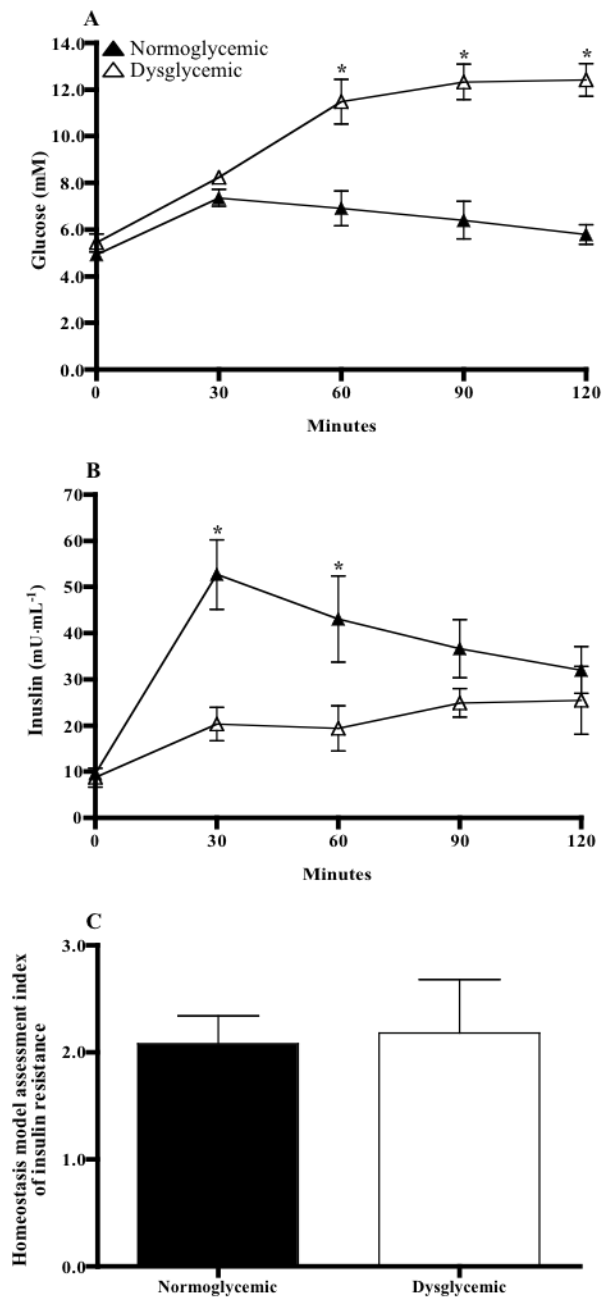 A
14.0
▲ Normoglycemic
△ Dysglycemic
12.0
10.0
8.0
6.0
4.0
2.0
0.0
Glucose (mM)
* * *
0 30 60 90 120
Minutes
B
70
60
50
40
30
20
10
0
Inuslin (mU·mL⁻¹)
* *
0 30 60 90 120
Minutes
C
3.0
2.0
1.0
0.0
Homeostasis model assessment index
of insulin resistance
Normoglycemic Dysglycemic